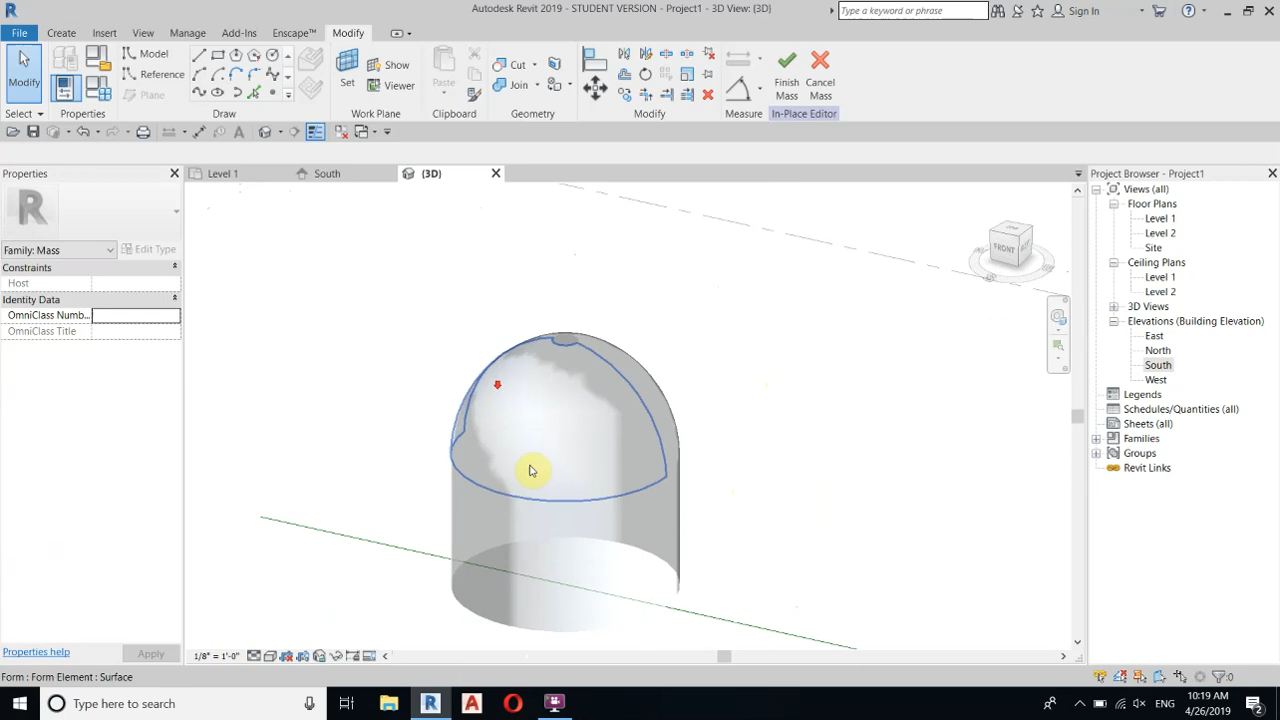 Autodesk Revit 2019 - STUDENT VERSION - Project1 - 3D View: {3D}
Type a keyword or phrase
Sign In
File Create Insert View Manage Add-Ins Enscape™ Modify
Modify
Model
Reference
Plane
Set
Show
Viewer
Paste
Cut
Join
Finish Mass
Cancel Mass
Select
Properties
Draw
Work Plane
Clipboard
Geometry
Modify
Measure
In-Place Editor
Properties
Level 1
South
{3D}
Project Browser - Project1
Family: Mass
Edit Type
Constraints
Host
Identity Data
OmniClass Numb...
OmniClass Title
FRONT
Views (all)
Floor Plans
Level 1
Level 2
Site
Ceiling Plans
Level 1
Level 2
3D Views
Elevations (Building Elevation)
East
North
South
West
Legends
Schedules/Quantities (all)
Sheets (all)
Families
Groups
Revit Links
Properties help
Apply
1/8" = 1'-0"
Form : Form Element : Surface
:0
Type here to search
ENG
10:19 AM
4/26/2019
2